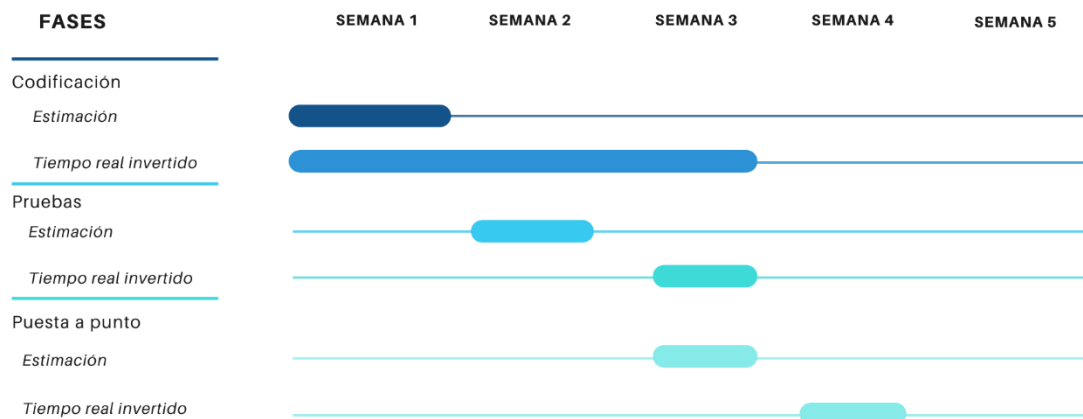 FASES SEMANA 1 SEMANA 2 SEMANA 3 SEMANA 4 SEMANA 5
Codificación
Estimación
Tiempo real invertido
Pruebas
Estimación
Tiempo real invertido
Puesta a punto
Estimación
Tiempo real invertido